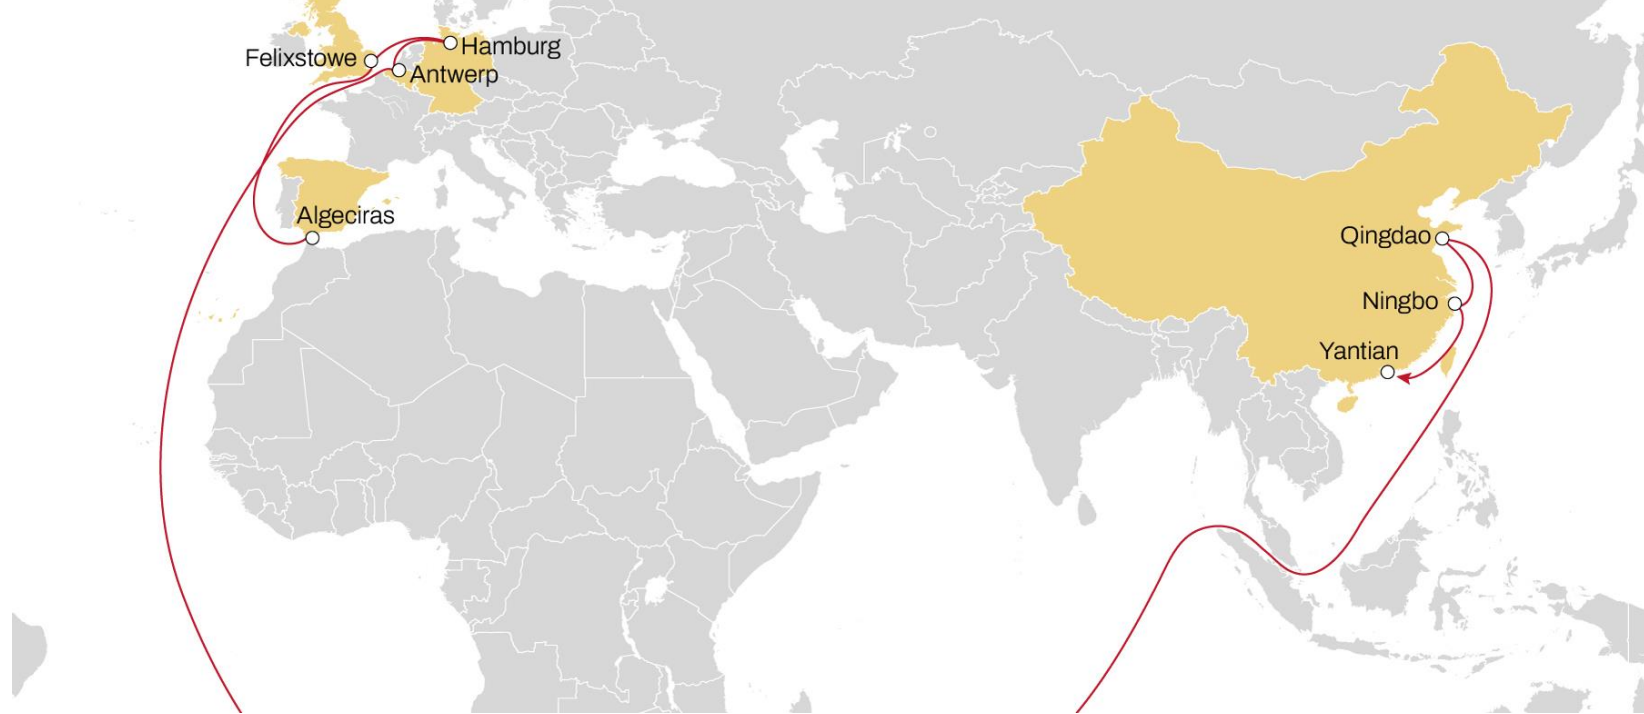 Hamburg
Felixstowe
Antwerp
Algeciras
Qingdao
Ningbo
Yantian